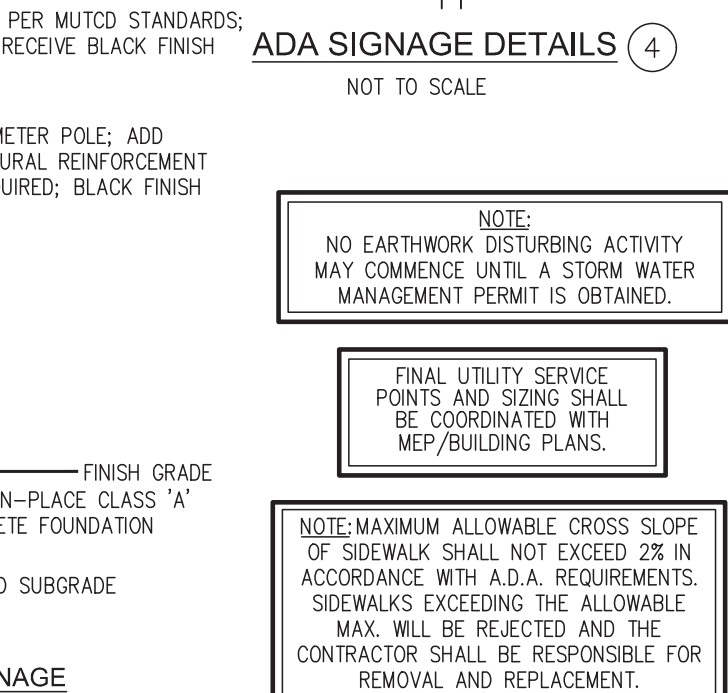 PER MUTCD STANDARDS;
RECEIVE BLACK FINISH
ADA SIGNAGE DETAILS 4
NOT TO SCALE
METER POLE; ADD
URAL REINFORCEMENT
UIRED; BLACK FINISH
NOTE:
NO EARTHWORK DISTURBING ACTIVITY
MAY COMMENCE UNTIL A STORM WATER
MANAGEMENT PERMIT IS OBTAINED.
FINAL UTILITY SERVICE
POINTS AND SIZING SHALL
BE COORDINATED WITH
MEP/BUILDING PLANS.
FINISH GRADE
N-PLACE CLASS 'A'
ETE FOUNDATION
SUBGRADE
NAGE
NOTE: MAXIMUM ALLOWABLE CROSS SLOPE
OF SIDEWALK SHALL NOT EXCEED 2% IN
ACCORDANCE WITH A.D.A. REQUIREMENTS.
SIDEWALKS EXCEEDING THE ALLOWABLE
MAX. WILL BE REJECTED AND THE
CONTRACTOR SHALL BE RESPONSIBLE FOR
REMOVAL AND REPLACEMENT.